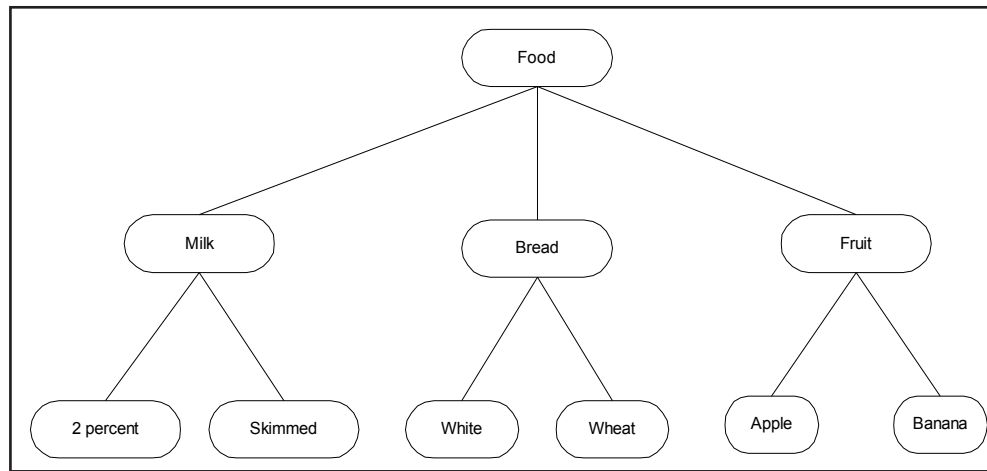 Food
Milk
Bread
Fruit
2 percent
Skimmed
White
Wheat
Apple
Banana